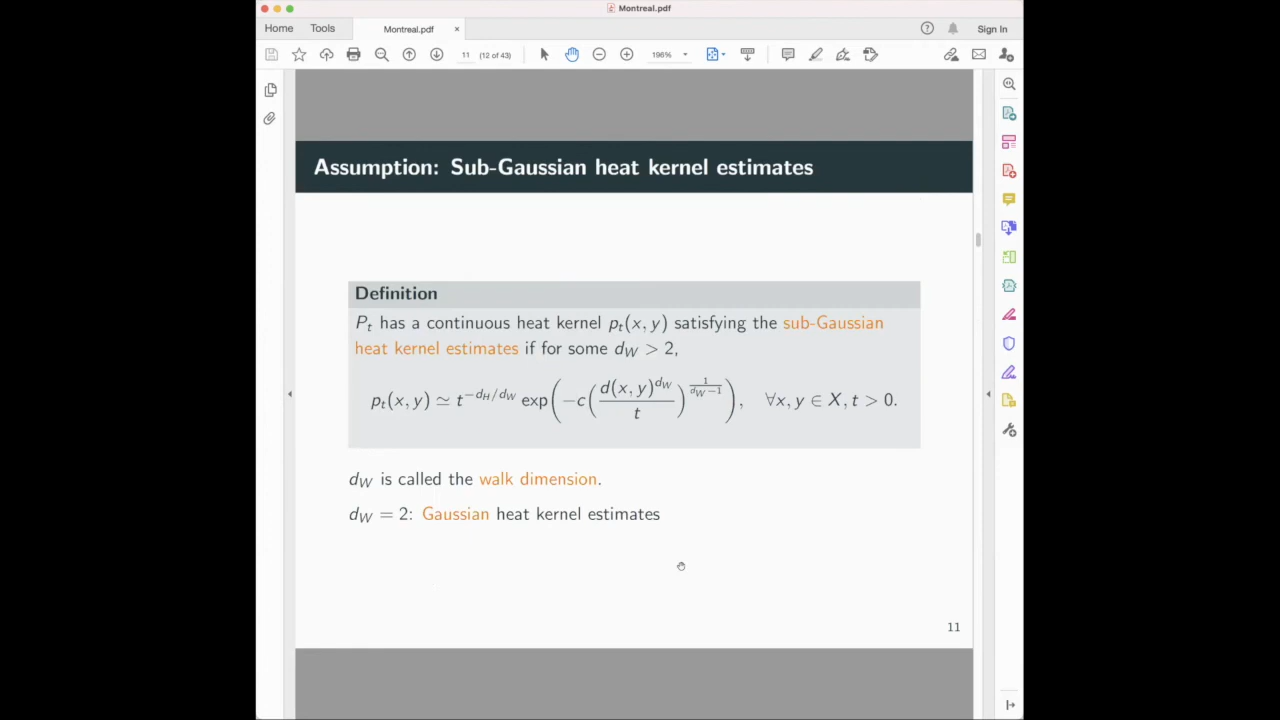 Montreal.pdf
Home Tools Montreal.pdf × Sign In
11 (12 of 43) 196%
Assumption: Sub-Gaussian heat kernel estimates
Definition
P_t has a continuous heat kernel p_t(x, y) satisfying the sub-Gaussian
heat kernel estimates if for some d_W > 2,
p_t(x, y) ≃ t^{-d_H/d_W} exp(−c(d(x, y)^{d_W}/t)^{1/(d_W−1)}), ∀x, y ∈ X, t > 0.
d_W is called the walk dimension.
d_W = 2: Gaussian heat kernel estimates
11